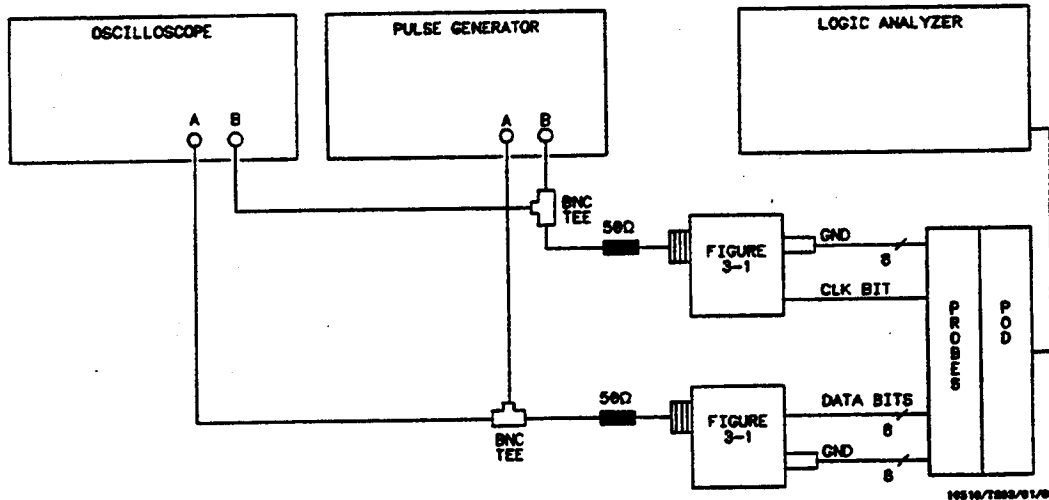 OSCILLOSCOPE
PULSE GENERATOR
LOGIC ANALYZER
A B
A B
BNC
TEE
50Ω
FIGURE
3-1
GND
8
CLK BIT
PROBES
POD
50Ω
FIGURE
3-1
DATA BITS
8
GND
8
BNC
TEE